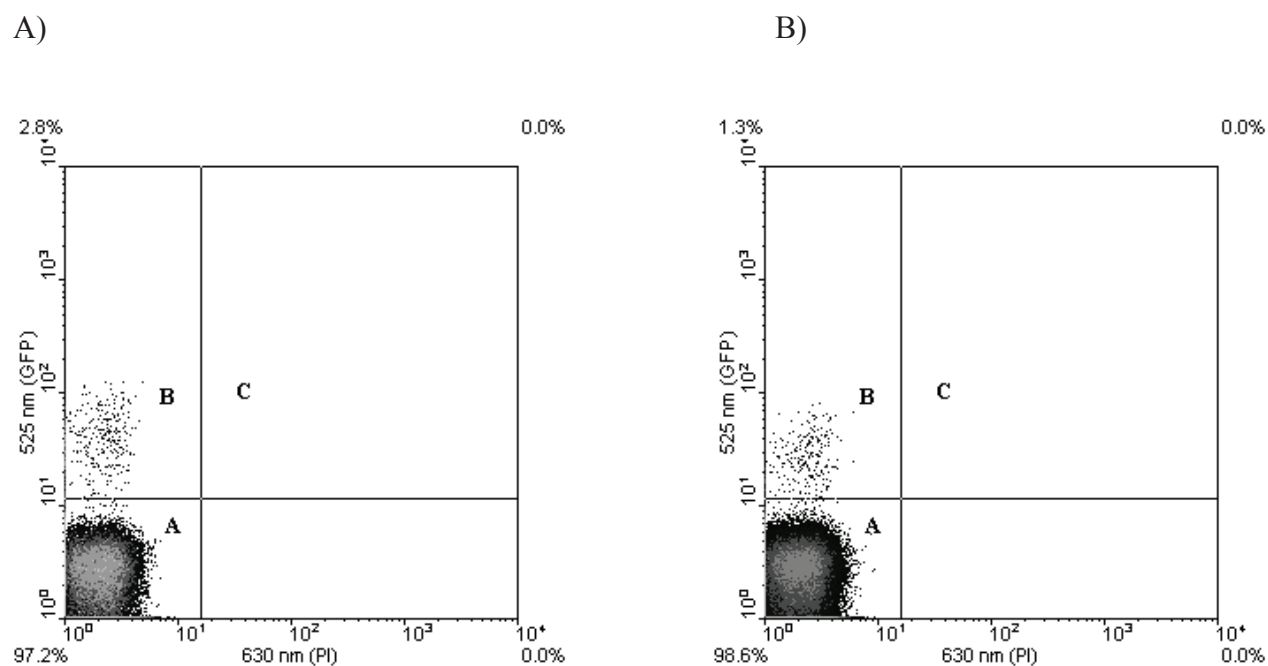 A)
B)
2.8%
0.0%
10⁴
10³
10²
10¹
10⁰
525 nm (GFP)
B
C
A
10⁰
10¹
10²
10³
10⁴
97.2%
630 nm (PI)
0.0%
1.3%
0.0%
10⁴
10³
10²
10¹
10⁰
525 nm (GFP)
B
C
A
10⁰
10¹
10²
10³
10⁴
98.6%
630 nm (PI)
0.0%